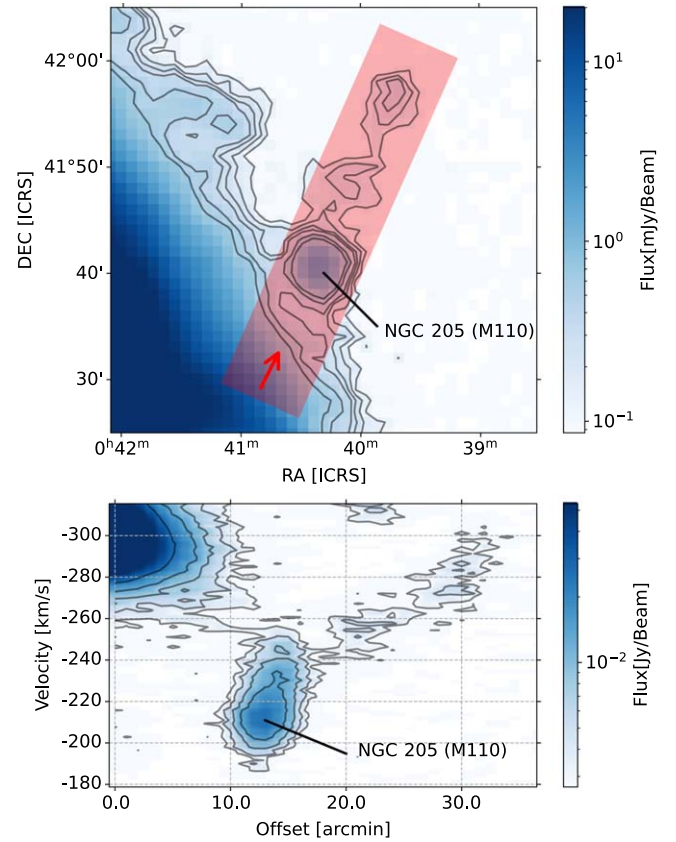 42°00'
41°50'
40'
30'
DEC [ICRS]
NGC 205 (M110)
0ʰ42ᵐ 41ᵐ 40ᵐ 39ᵐ
RA [ICRS]
10¹
10⁰
10⁻¹
Flux[mJy/Beam]
-300
-280
-260
-240
-220
-200
-180
Velocity [km/s]
NGC 205 (M110)
0.0 10.0 20.0 30.0
Offset [arcmin]
10⁻²
Flux[Jy/Beam]